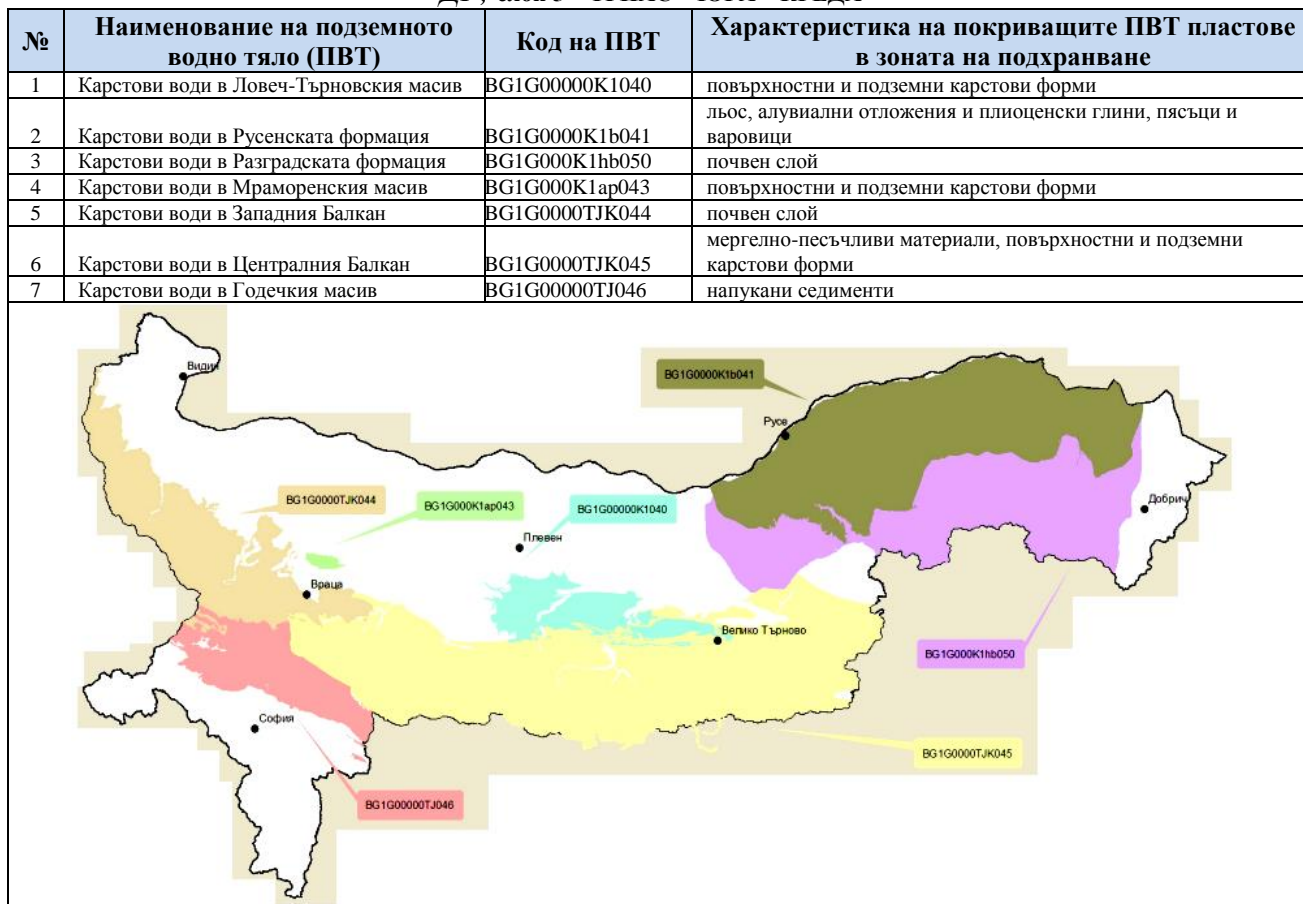 № Наименование на подземното водно тяло (ПВТ) Код на ПВТ Характеристика на покриващите ПВТ пластове в зоната на подхранване
1 Карстови води в Ловеч-Търновския масив BG1G00000K1040 повърхностни и подземни карстови форми
2 Карстови води в Русенската формация BG1G0000K1b041 льос, алувиални отложения и плиоценски глини, пясъци и варовици
3 Карстови води в Разградската формация BG1G000K1hb050 почвен слой
4 Карстови води в Мраморенския масив BG1G000K1ap043 повърхностни и подземни карстови форми
5 Карстови води в Западния Балкан BG1G0000TJK044 почвен слой
6 Карстови води в Централния Балкан BG1G0000TJK045 мергелно-песъчливи материали, повърхностни и подземни карстови форми
7 Карстови води в Годечкия масив BG1G00000TJ046 напукани седименти
Видин
BG1G0000K1b041
Русе
BG1G0000TJK044
BG1G000K1ap043
BG1G00000K1040
Добрич
Плевен
Враца
Велико Търново
BG1G000K1hb050
София
BG1G0000TJK045
BG1G00000TJ046